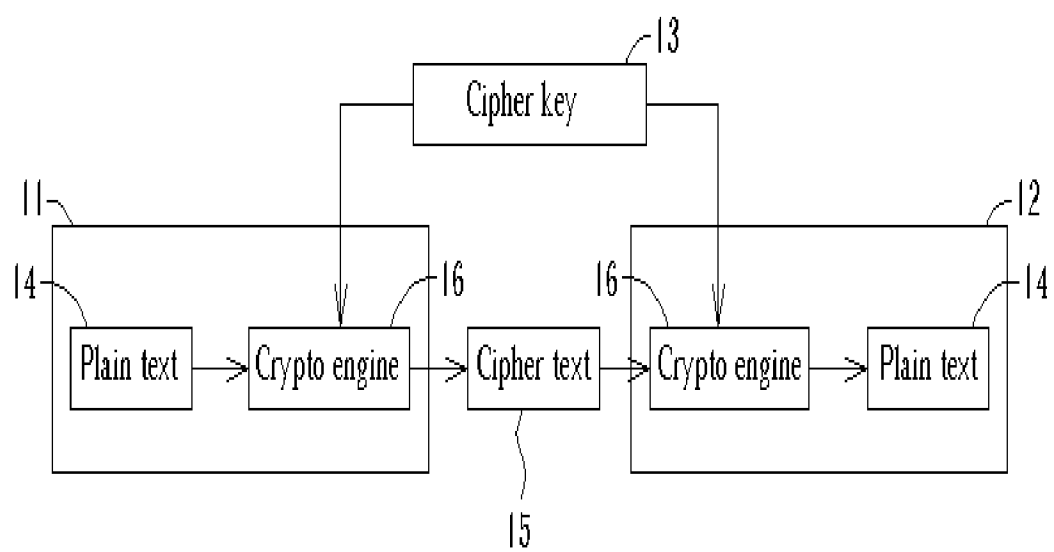 13
Cipher key
11
12
14
16
16
14
Plain text
Crypto engine
Cipher text
Crypto engine
Plain text
15